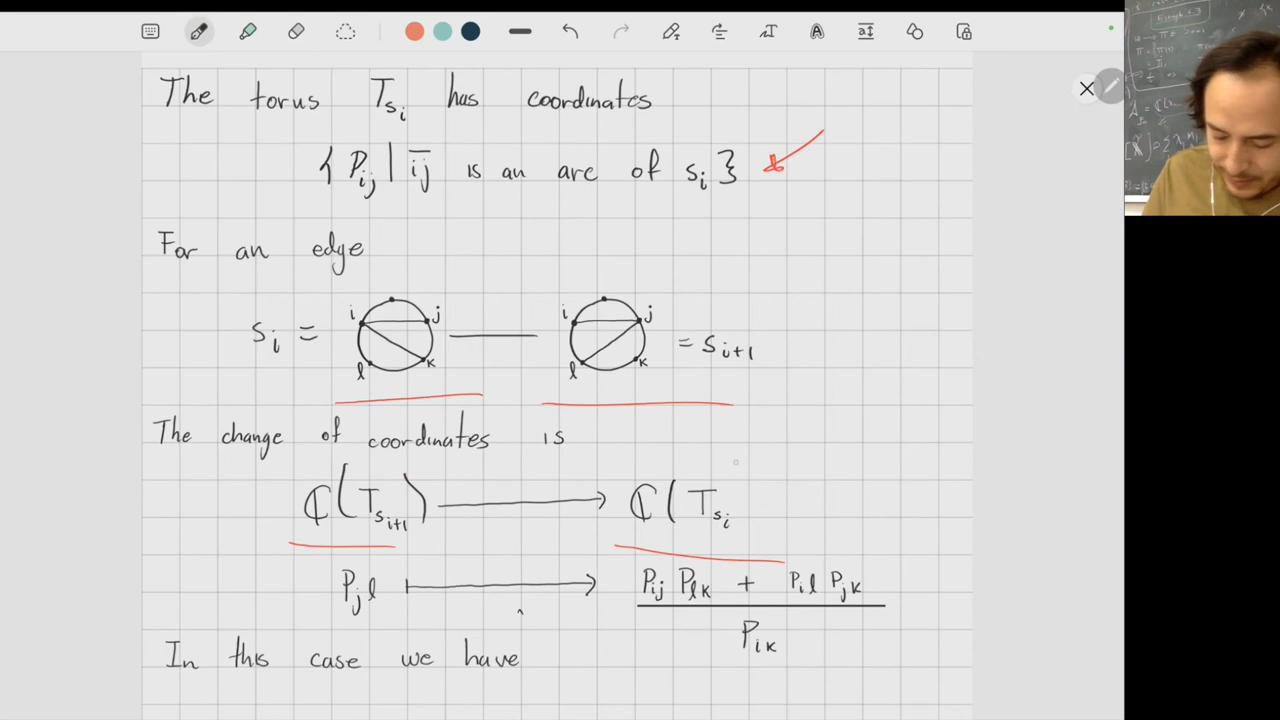 The torus T_{s_i} has coordinates
{ P_{ij} | \overline{ij} is an arc of s_i }
For an edge
s_i = i j k l — i j k l = s_{i+1}
The change of coordinates is
ℂ(T_{s_{i+1}}) ⟶ ℂ(T_{s_i}
P_{jl} ⟼ \frac{P_{ij} P_{lk} + P_{il} P_{jk}}{P_{ik}}
In this case we have